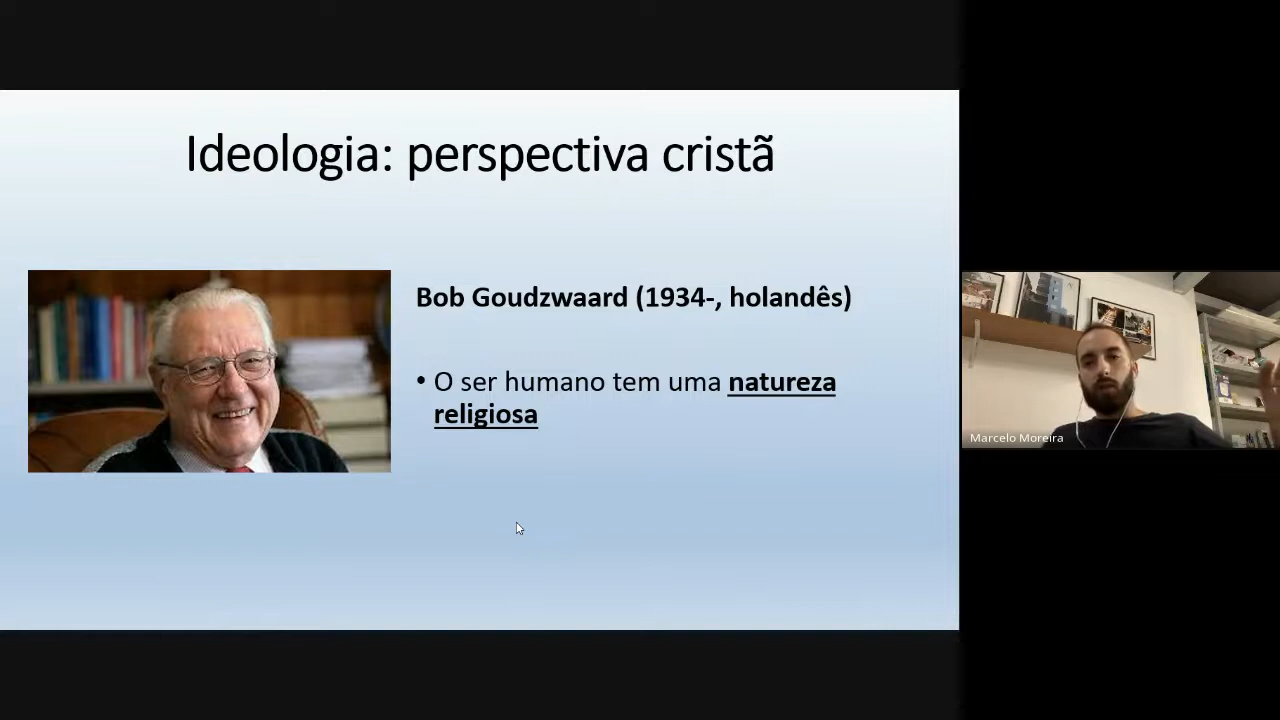 Ideologia: perspectiva cristã
Bob Goudzwaard (1934-, holandês)
• O ser humano tem uma natureza
religiosa
Marcelo Moreira